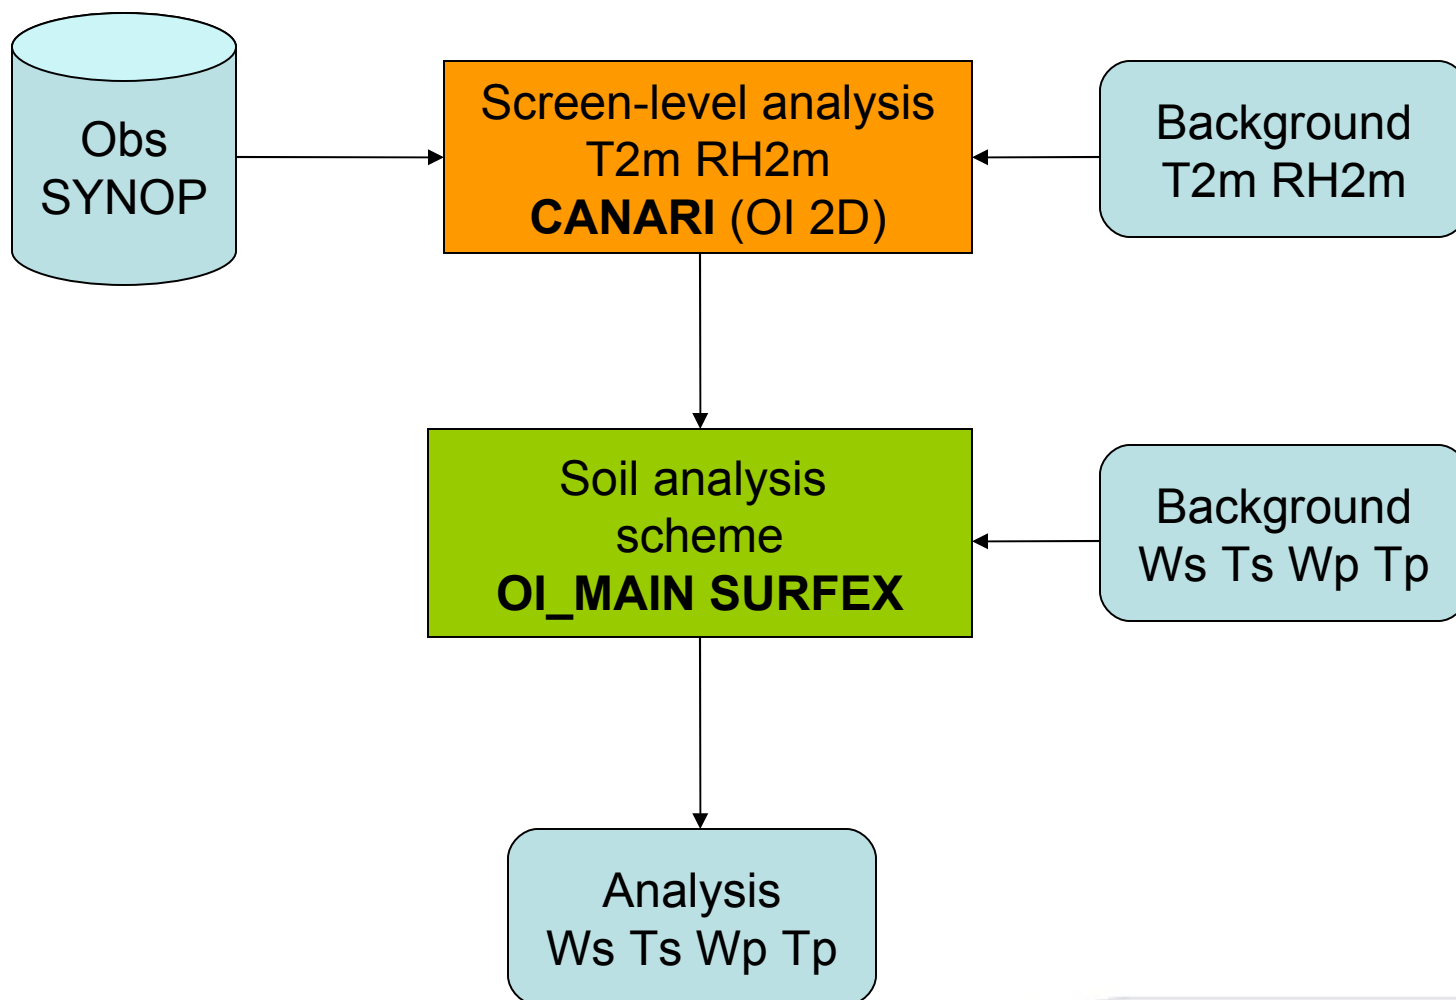 Obs
SYNOP
Screen-level analysis
T2m RH2m
CANARI (OI 2D)
Background
T2m RH2m
Soil analysis
scheme
OI_MAIN SURFEX
Background
Ws Ts Wp Tp
Analysis
Ws Ts Wp Tp